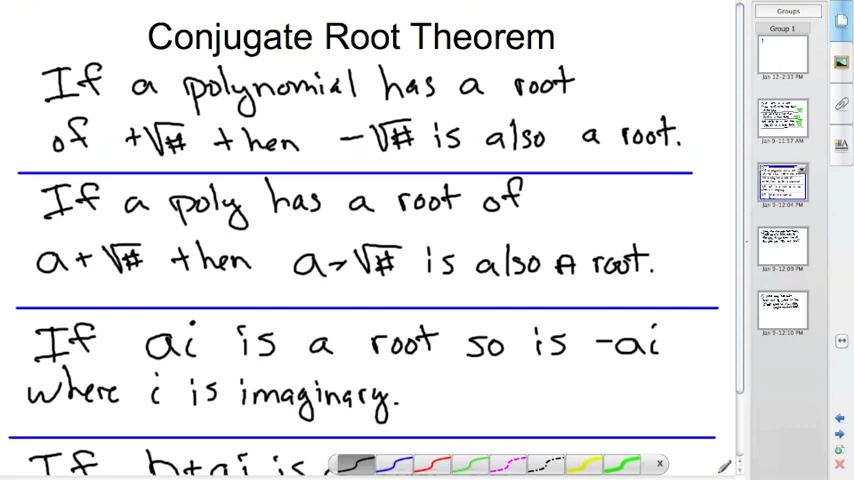 Conjugate Root Theorem
If a polynomial has a root
of +√# then -√# is also a root.
If a poly has a root of
a+√# then a-√# is also a root.
If ai is a root so is -ai
where i is imaginary.
If b+ai is
Groups
Group 1
1
Jan 12-2:33 PM
Jan 9-11:57 AM
Jan 9-12:04 PM
Jan 9-12:09 PM
Jan 9-12:10 PM
x